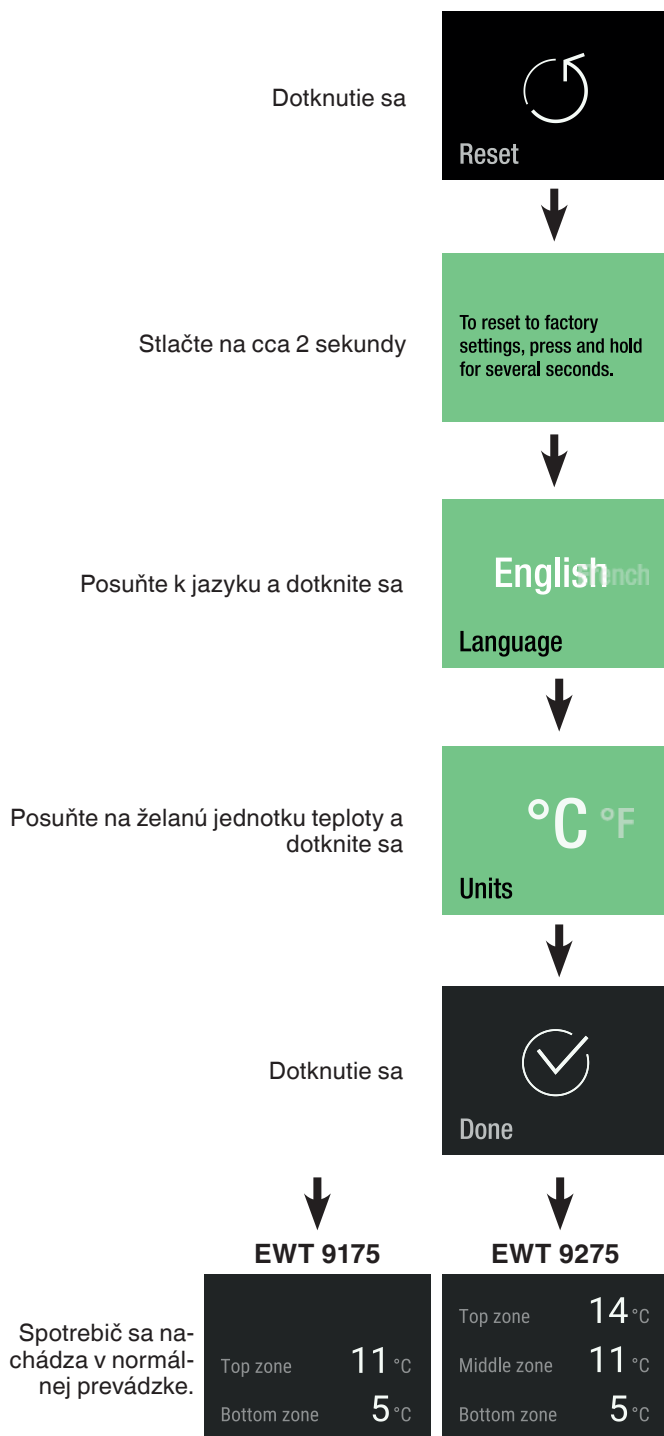 Dotknutie sa
Reset
Stlačte na cca 2 sekundy
To reset to factory
settings, press and hold
for several seconds.
Posuňte k jazyku a dotknite sa
English French
Language
Posuňte na želanú jednotku teploty a
dotknite sa
°C °F
Units
Dotknutie sa
Done
EWT 9175
EWT 9275
Spotrebič sa na-
chádza v normál-
nej prevádzke.
Top zone 11 °C
Bottom zone 5 °C
Top zone 14 °C
Middle zone 11 °C
Bottom zone 5 °C